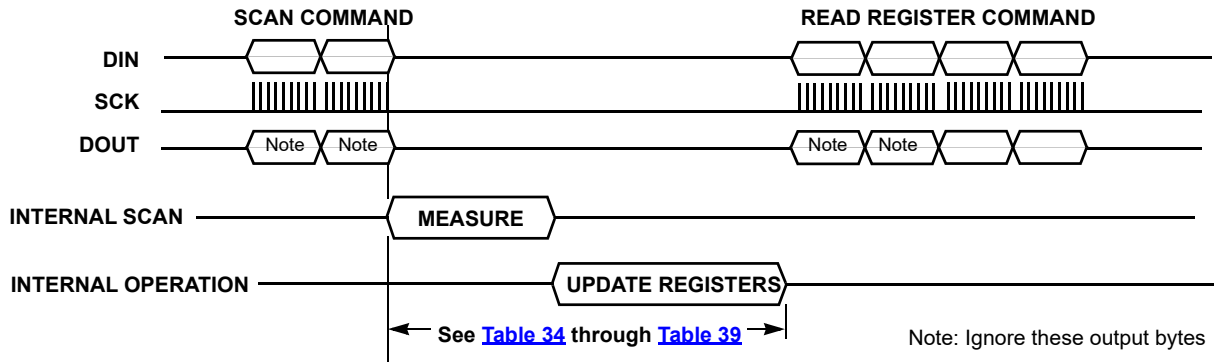 SCAN COMMAND
READ REGISTER COMMAND
DIN
SCK
DOUT
Note
Note
Note
Note
INTERNAL SCAN
MEASURE
INTERNAL OPERATION
UPDATE REGISTERS
See Table 34 through Table 39
Note: Ignore these output bytes